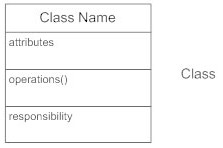 Class Name
attributes
operations()
Class
responsibility